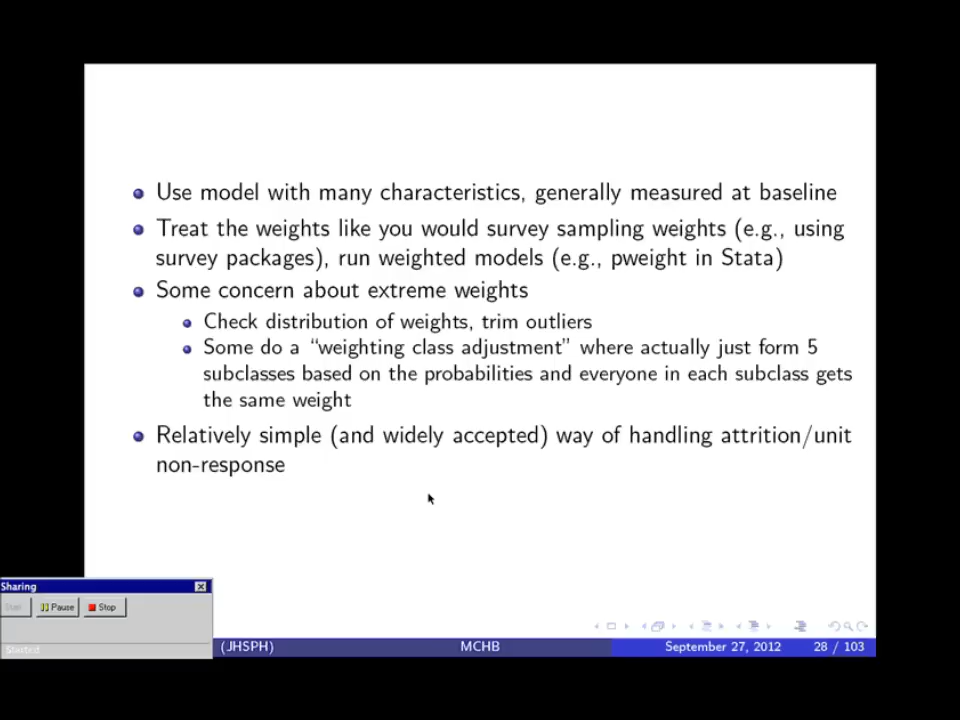 Use model with many characteristics, generally measured at baseline
Treat the weights like you would survey sampling weights (e.g., using
survey packages), run weighted models (e.g., pweight in Stata)
Some concern about extreme weights
Check distribution of weights, trim outliers
Some do a “weighting class adjustment” where actually just form 5
subclasses based on the probabilities and everyone in each subclass gets
the same weight
Relatively simple (and widely accepted) way of handling attrition/unit
non-response
Sharing
Start Pause Stop
Started
(JHSPH) MCHB September 27, 2012 28 / 103